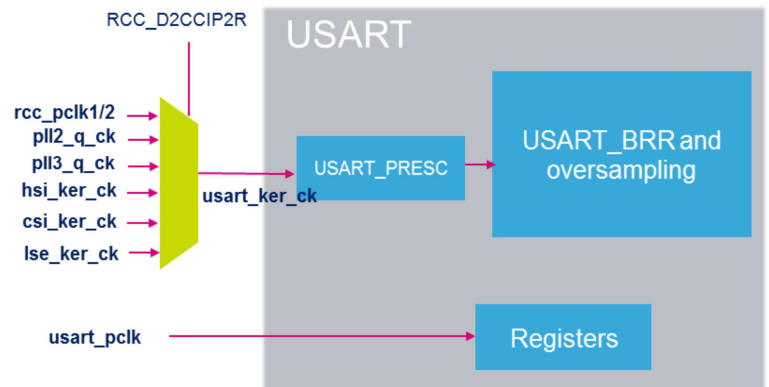 RCC_D2CCIP2R
USART
rcc_pclk1/2
pll2_q_ck
pll3_q_ck
hsi_ker_ck
csi_ker_ck
lse_ker_ck
usart_ker_ck
USART_PRESC
USART_BRR and
oversampling
usart_pclk
Registers